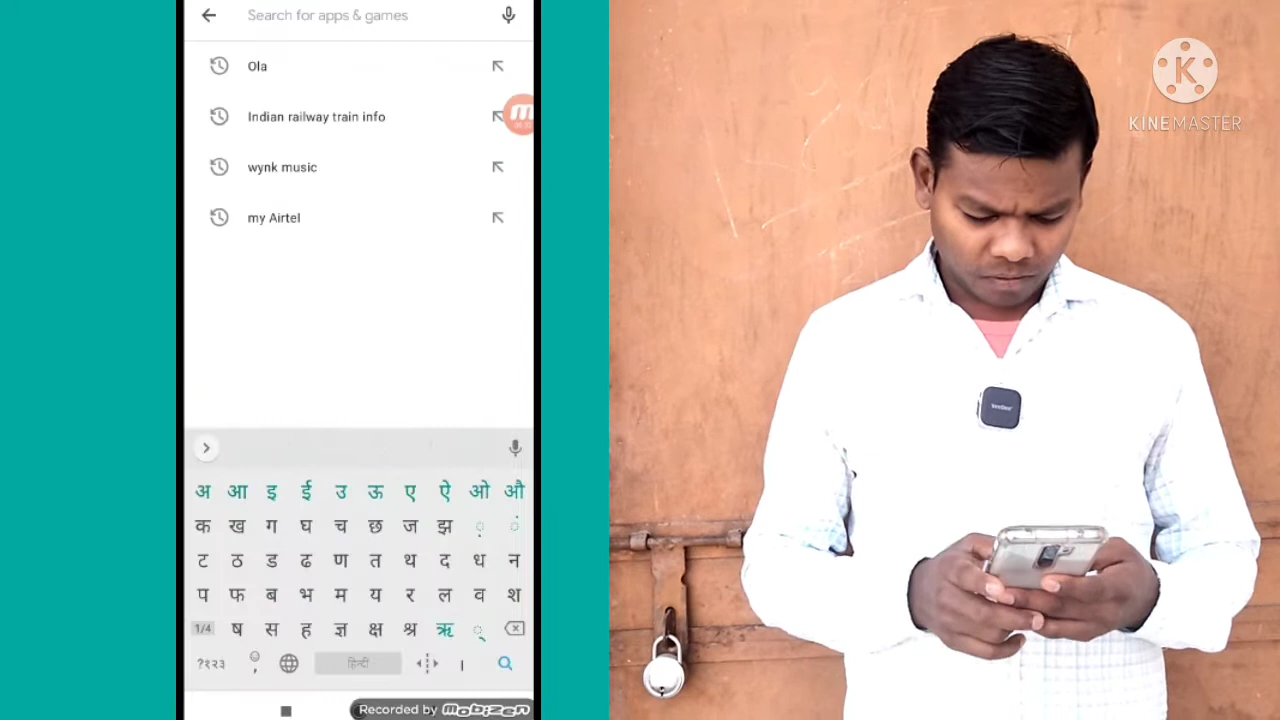 Search for apps & games
Ola
Indian railway train info
wynk music
my Airtel
अ आ इ ई उ ऊ ए ऐ ओ औ
क ख ग घ च छ ज झ ़ ं
ट ठ ड ढ ण त थ द ध न
प फ ब भ म य र ल व श
1/4 ष स ह ज्ञ क्ष श्र ऋ ्
?१२३ , हिन्दी |
Recorded by mobizen
K
KINEMASTER